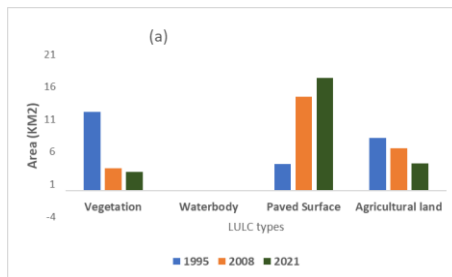 (a)
21
16
11
6
1
-4
Area (KM2)
Vegetation Waterbody Paved Surface Agricultural land
LULC types
1995 2008 2021